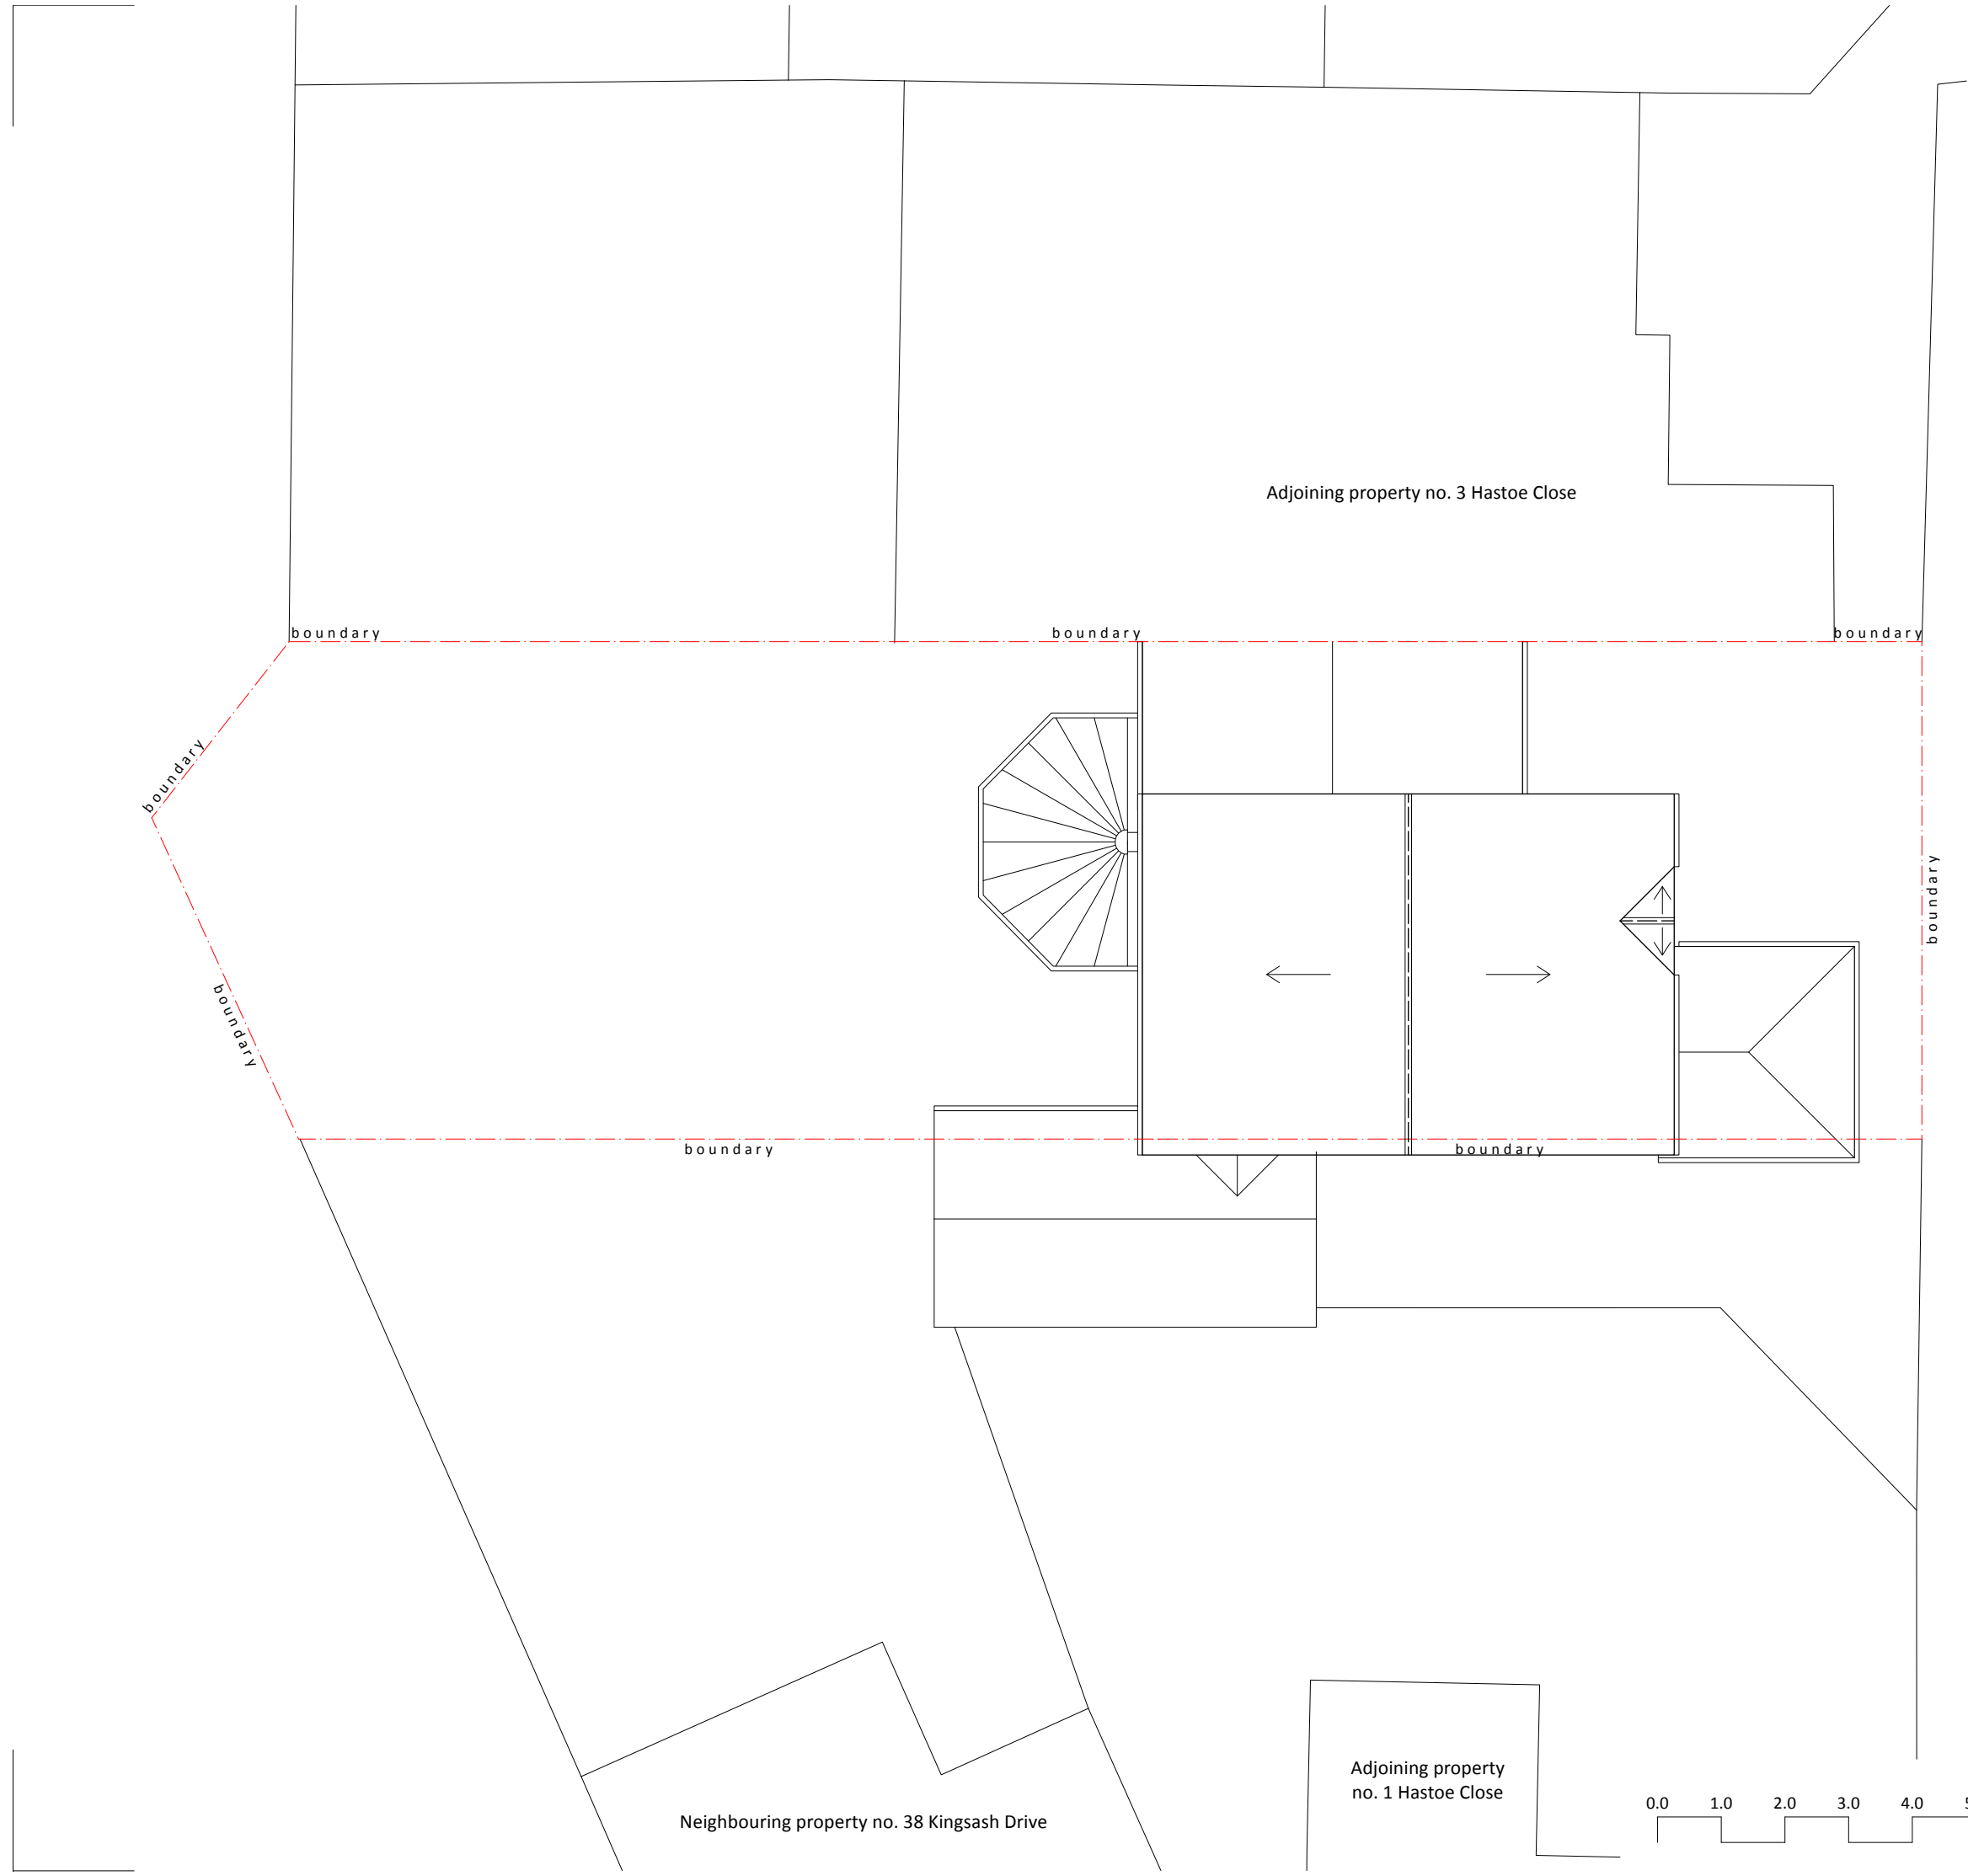 Adjoining property no. 3 Hastoe Close
boundary
boundary
boundary
boundary
boundary
boundary
boundary
boundary
Adjoining property
no. 1 Hastoe Close
Neighbouring property no. 38 Kingsash Drive
0.0 1.0 2.0 3.0 4.0